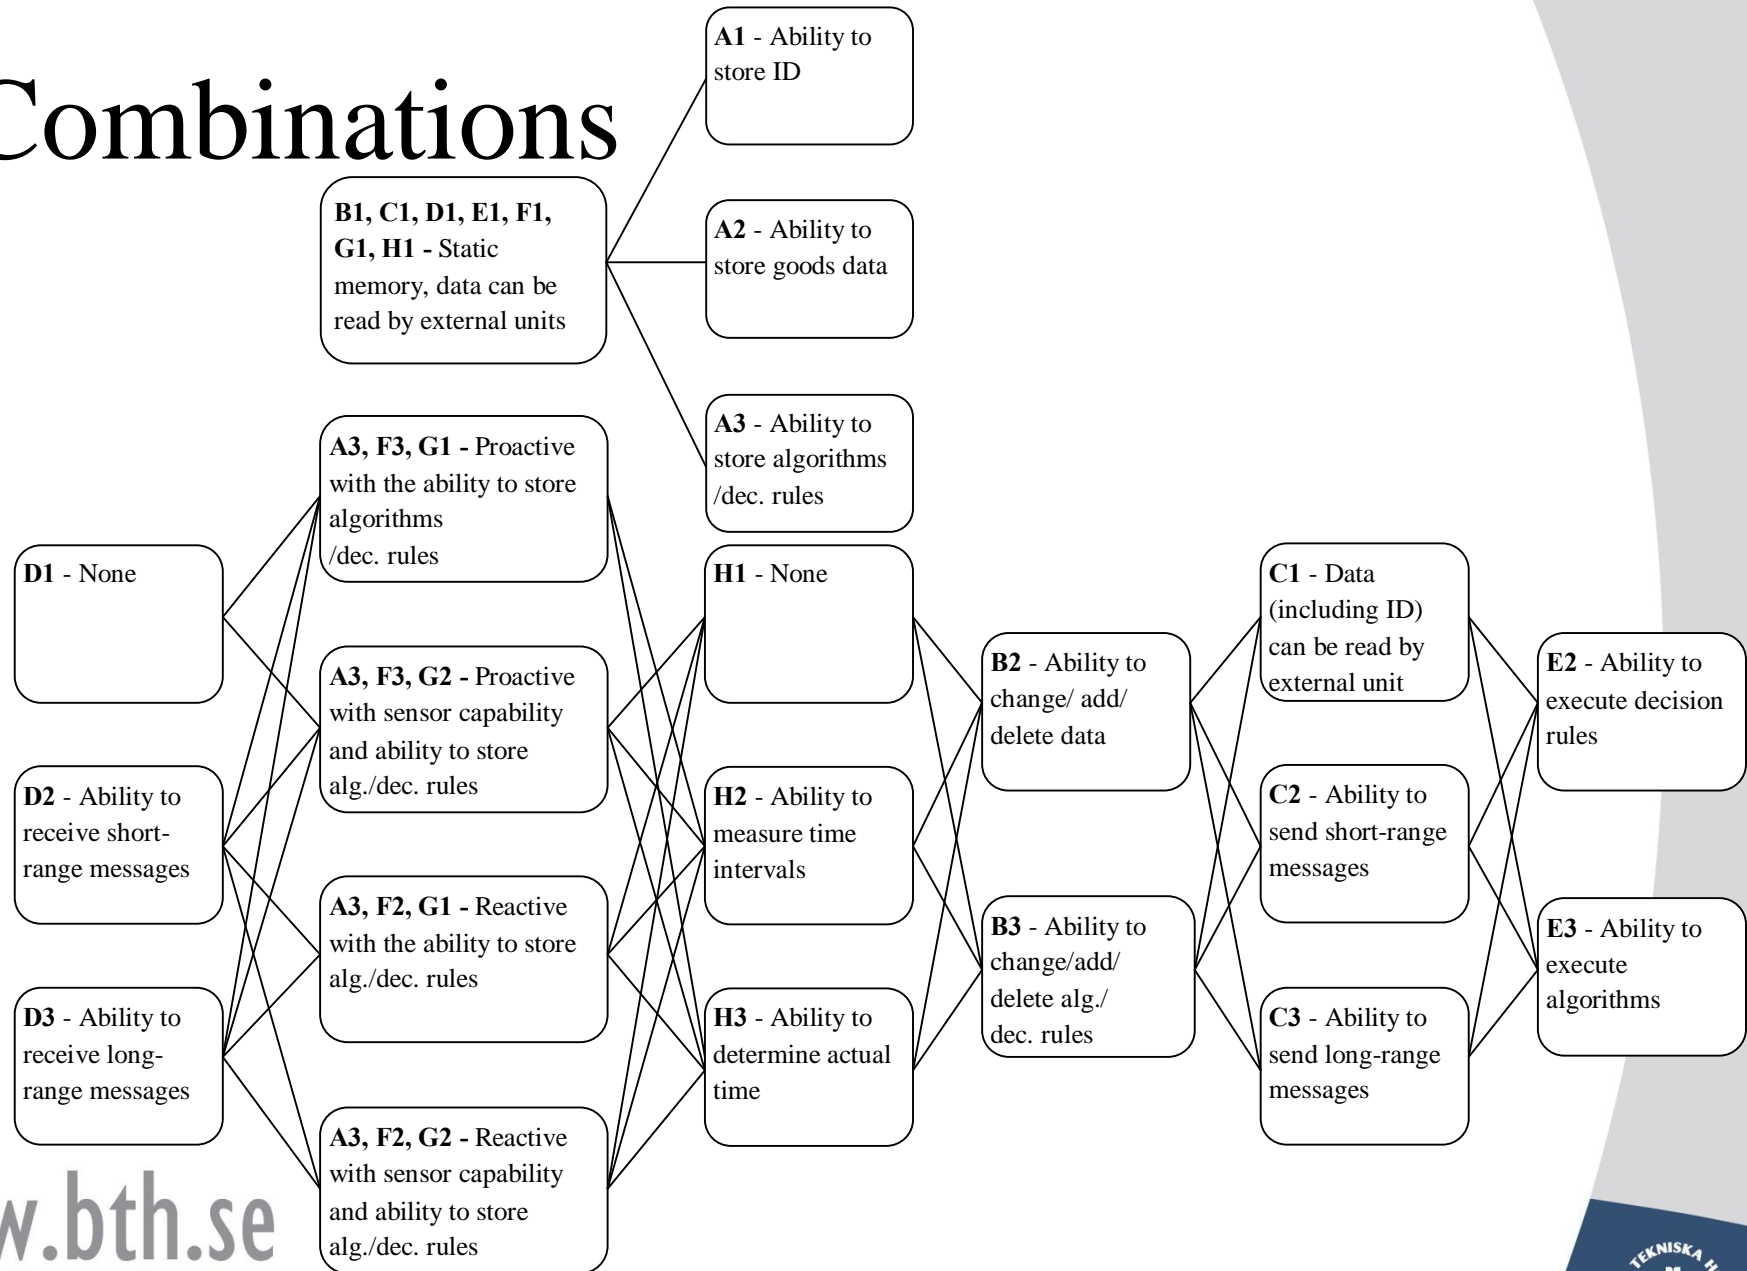 Combinations
A1 - Ability to
store ID
B1, C1, D1, E1, F1,
G1, H1 - Static
memory, data can be
read by external units
A2 - Ability to
store goods data
A3 - Ability to
store algorithms
/dec. rules
D1 - None
D2 - Ability to
receive short-
range messages
D3 - Ability to
receive long-
range messages
A3, F3, G1 - Proactive
with the ability to store
algorithms
/dec. rules
A3, F3, G2 - Proactive
with sensor capability
and ability to store
alg./dec. rules
A3, F2, G1 - Reactive
with the ability to store
alg./dec. rules
A3, F2, G2 - Reactive
with sensor capability
and ability to store
alg./dec. rules
H1 - None
H2 - Ability to
measure time
intervals
H3 - Ability to
determine actual
time
B2 - Ability to
change/ add/
delete data
B3 - Ability to
change/add/
delete alg./
dec. rules
C1 - Data
(including ID)
can be read by
external unit
C2 - Ability to
send short-range
messages
C3 - Ability to
send long-range
messages
E2 - Ability to
execute decision
rules
E3 - Ability to
execute
algorithms
w.bth.se
TEKNISKA H